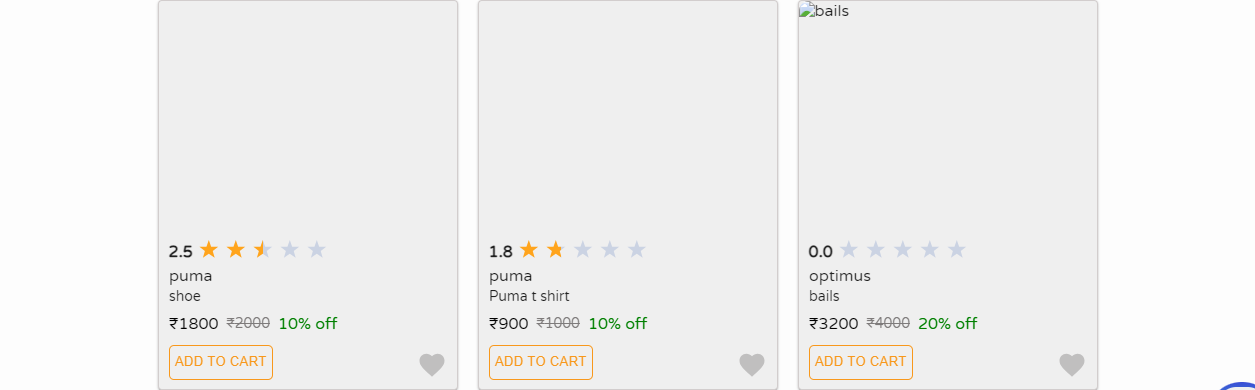 bails
2.5
puma
shoe
₹1800 ₹2000 10% off
ADD TO CART
1.8
puma
Puma t shirt
₹900 ₹1000 10% off
ADD TO CART
0.0
optimus
bails
₹3200 ₹4000 20% off
ADD TO CART